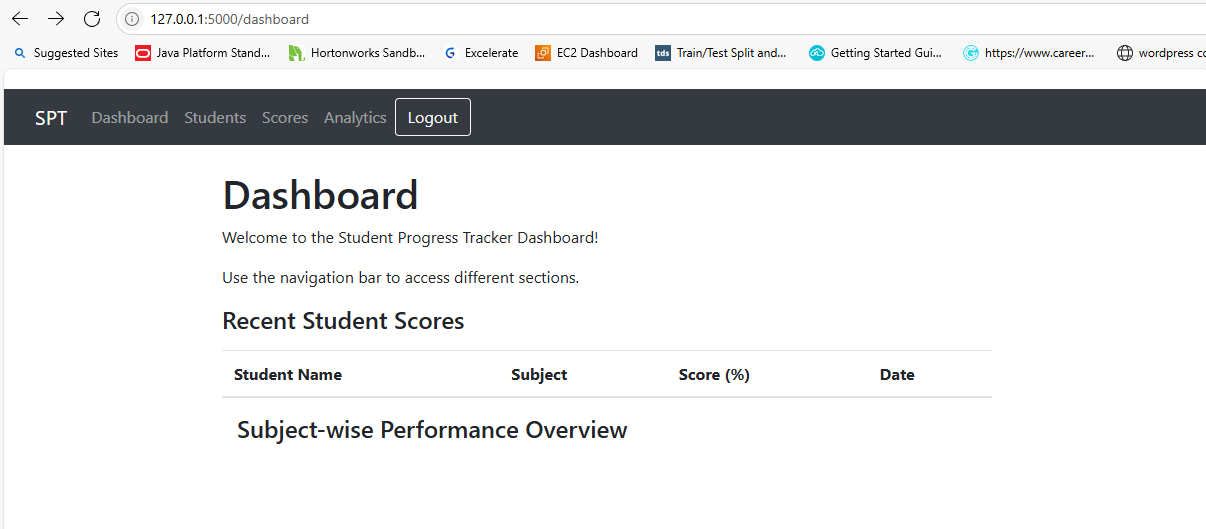 127.0.0.1:5000/dashboard
Suggested Sites Java Platform Stand... Hortonworks Sandb... G Excelerate EC2 Dashboard tds Train/Test Split and... Getting Started Gui... https://www.career... wordpress co
SPT Dashboard Students Scores Analytics Logout
Dashboard
Welcome to the Student Progress Tracker Dashboard!
Use the navigation bar to access different sections.
Recent Student Scores
Student Name Subject Score (%) Date
Subject-wise Performance Overview